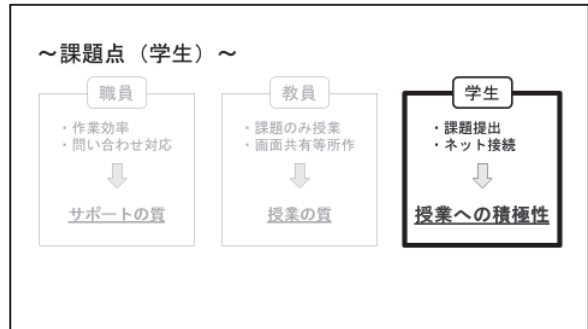 ～課題点（学生）～
職員
・作業効率
・問い合わせ対応
サポートの質
教員
・課題のみ授業
・画面共有等所作
授業の質
学生
・課題提出
・ネット接続
授業への積極性